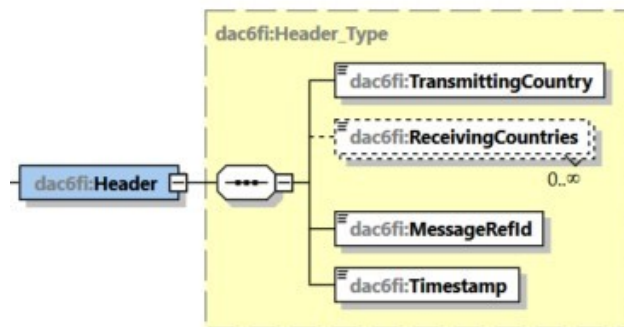 dac6fi:Header_Type
dac6fi:TransmittingCountry
dac6fi:ReceivingCountries
0..∞
dac6fi:Header
dac6fi:MessageRefId
dac6fi:Timestamp